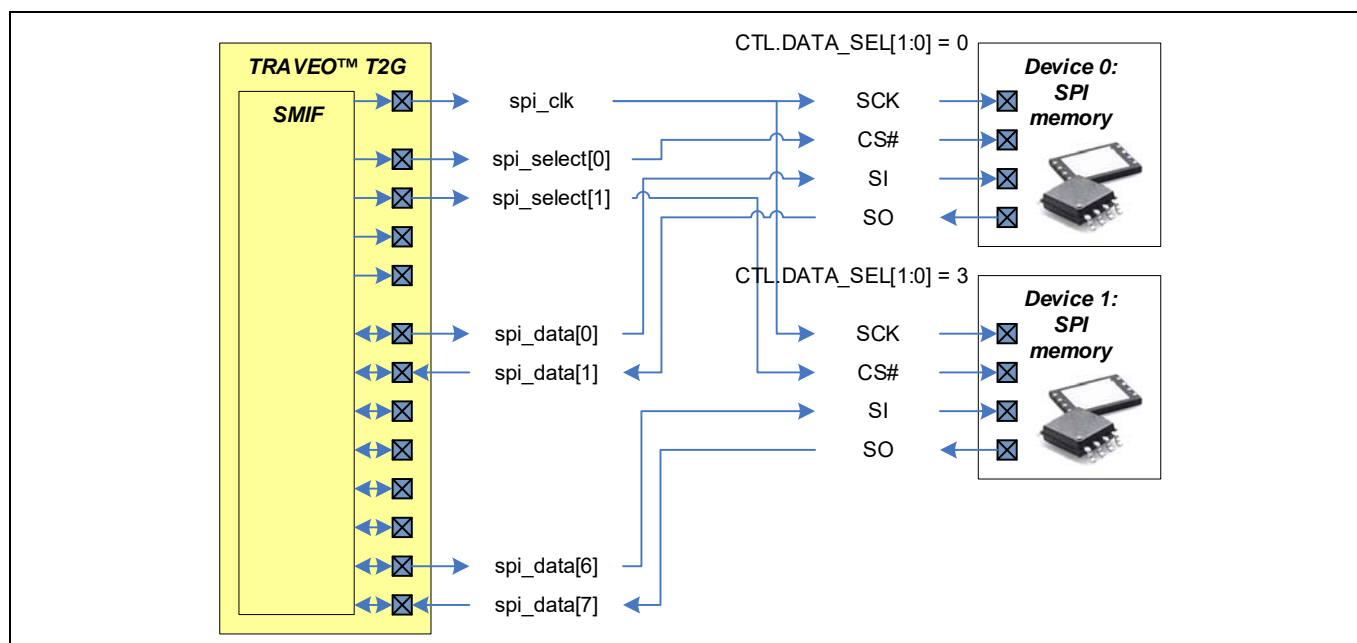 TRAVEO™ T2G
SMIF
spi_clk
spi_select[0]
spi_select[1]
spi_data[0]
spi_data[1]
spi_data[6]
spi_data[7]
CTL.DATA_SEL[1:0] = 0
SCK
CS#
SI
SO
Device 0:
SPI
memory
CTL.DATA_SEL[1:0] = 3
SCK
CS#
SI
SO
Device 1:
SPI
memory